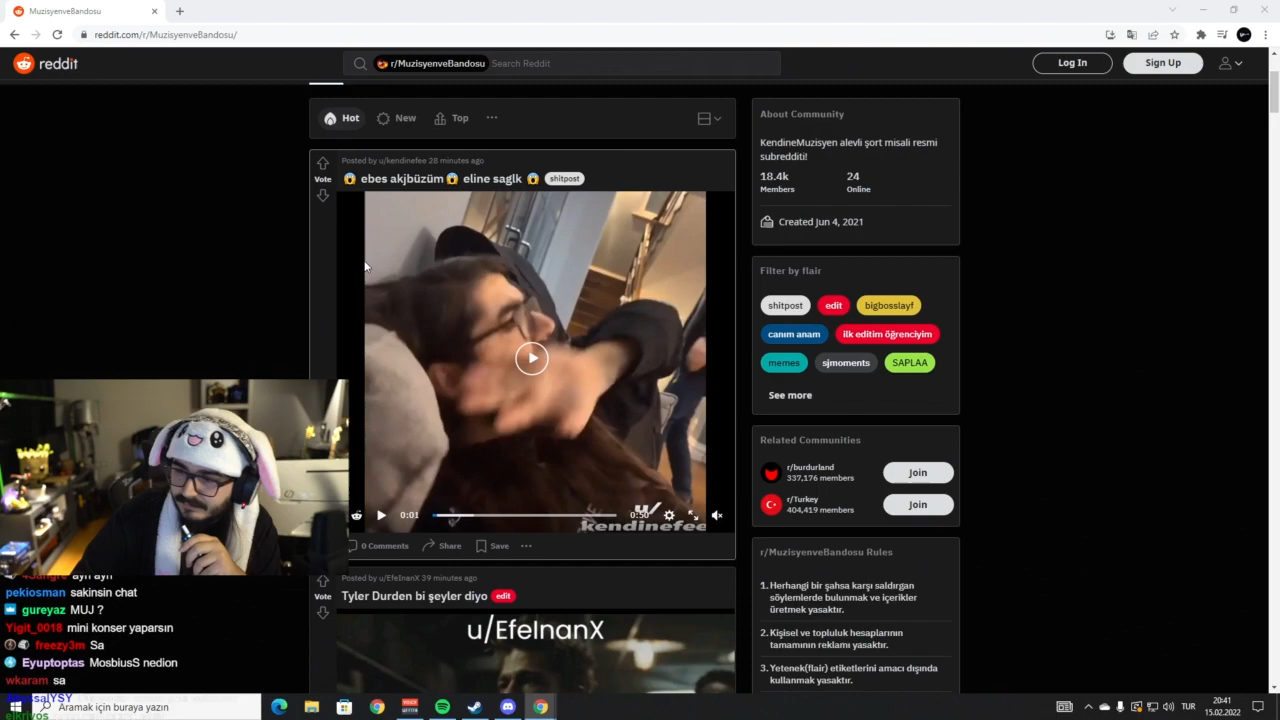 MuzisyenveBandosu
reddit.com/r/MuzisyenveBandosu/
reddit
r/MuzisyenveBandosu Search Reddit
Log In
Sign Up
Hot
New
Top
Posted by u/kendinefee 28 minutes ago
Vote
😱 ebes akjbüzüm 😱 eline saglk 😱 shitpost
0:01
0:50
u/
kendinefee
0 Comments
Share
Save
Posted by u/EfeInanX 39 minutes ago
Vote
Tyler Durden bi şeyler diyo edit
u/EfeInanX
About Community
KendineMuzisyen alevli şort misali resmi
subredditi!
18.4k
24
Members
Online
Created Jun 4, 2021
Filter by flair
shitpost
edit
bigbosslayf
canım anam
ilk editim öğrenciyim
memes
sjmoments
SAPLAA
See more
Related Communities
r/burdurland
337,176 members
Join
r/Turkey
404,419 members
Join
r/MuzisyenveBandosu Rules
1. Herhangi bir şahsa karşı saldırgan
söylemlerde bulunmak ve içerikler
üretmek yasaktır.
2. Kişisel ve topluluk hesaplarının
tamamının reklamı yasaktır.
3. Yetenek(flair) etiketlerini amacı dışında
kullanmak yasaktır.
ayri ayri
pekiosman sakinsin chat
gureyaz MUJ ?
Yigit_0018 mini konser yaparsın
freezy3m Sa
Eyuptoptas MosbiusS nedion
wkaram sa
elkriyos
Aramak için buraya yazın
TUR
20:41
15.02.2022